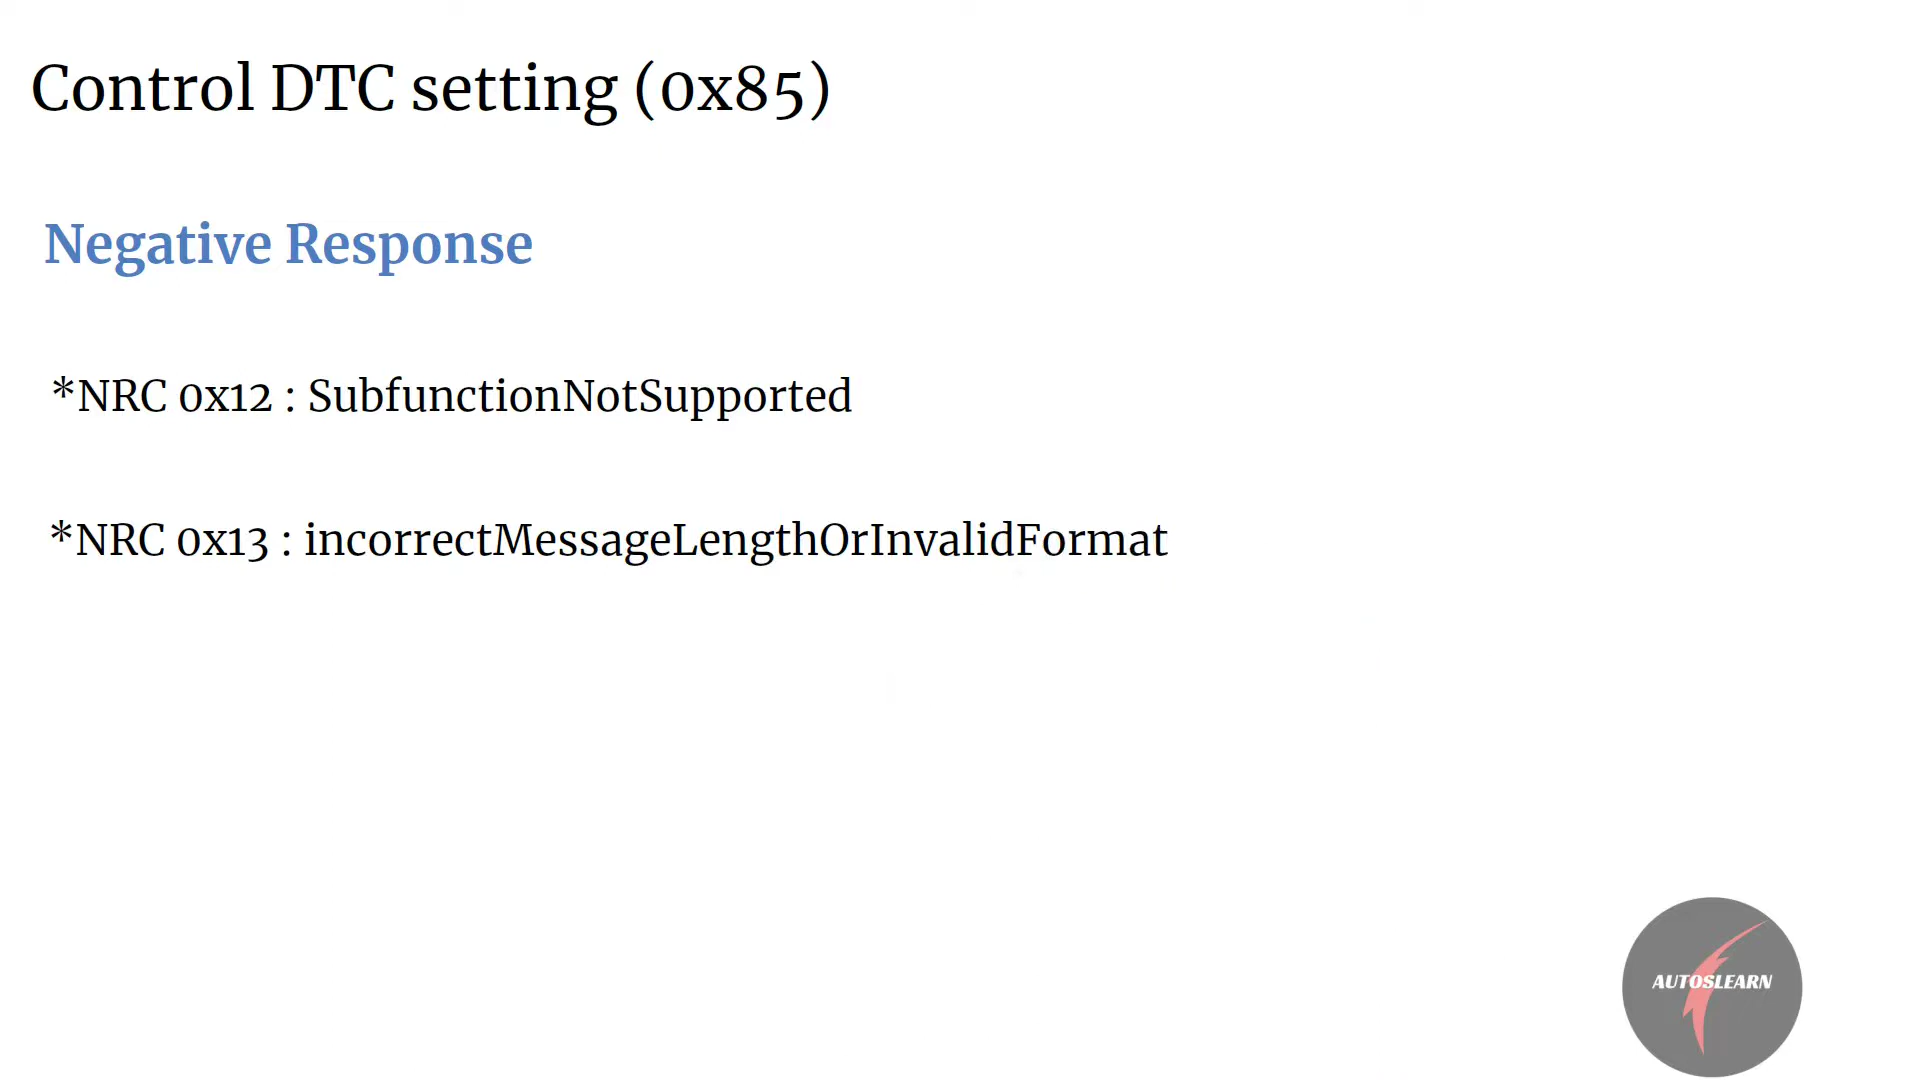 Control DTC setting (0x85)
Negative Response
*NRC 0x12 : SubfunctionNotSupported
*NRC 0x13 : incorrectMessageLengthOrInvalidFormat
AUTOSLEARN